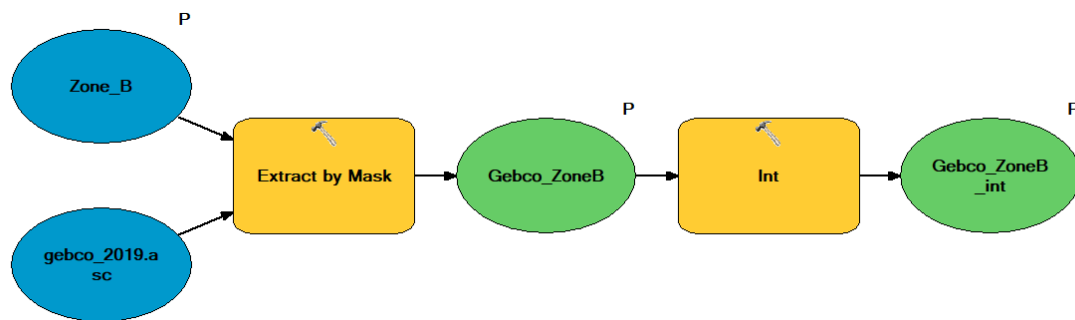 P
Zone_B
gebco_2019.a
sc
Extract by Mask
P
Gebco_ZoneB
Int
P
Gebco_ZoneB
_int